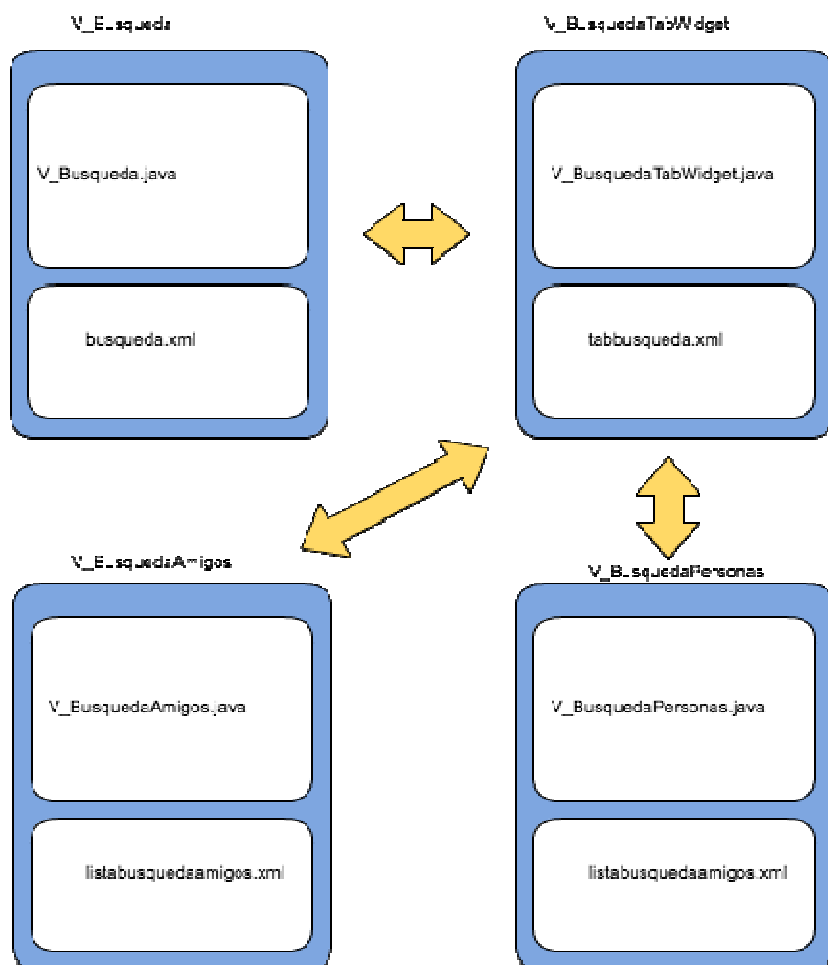 V_Busqueda
V_BusquedaTabWidget
V_Busqueda.java
V_BusquedaTabWidget.java
busqueda.xml
tabbusqueda.xml
V_BusquedaAmigos
V_BusquedaPersonas
V_BusquedaAmigos.java
V_BusquedaPersonas.java
listabusquedaamigos.xml
listabusquedaamigos.xml